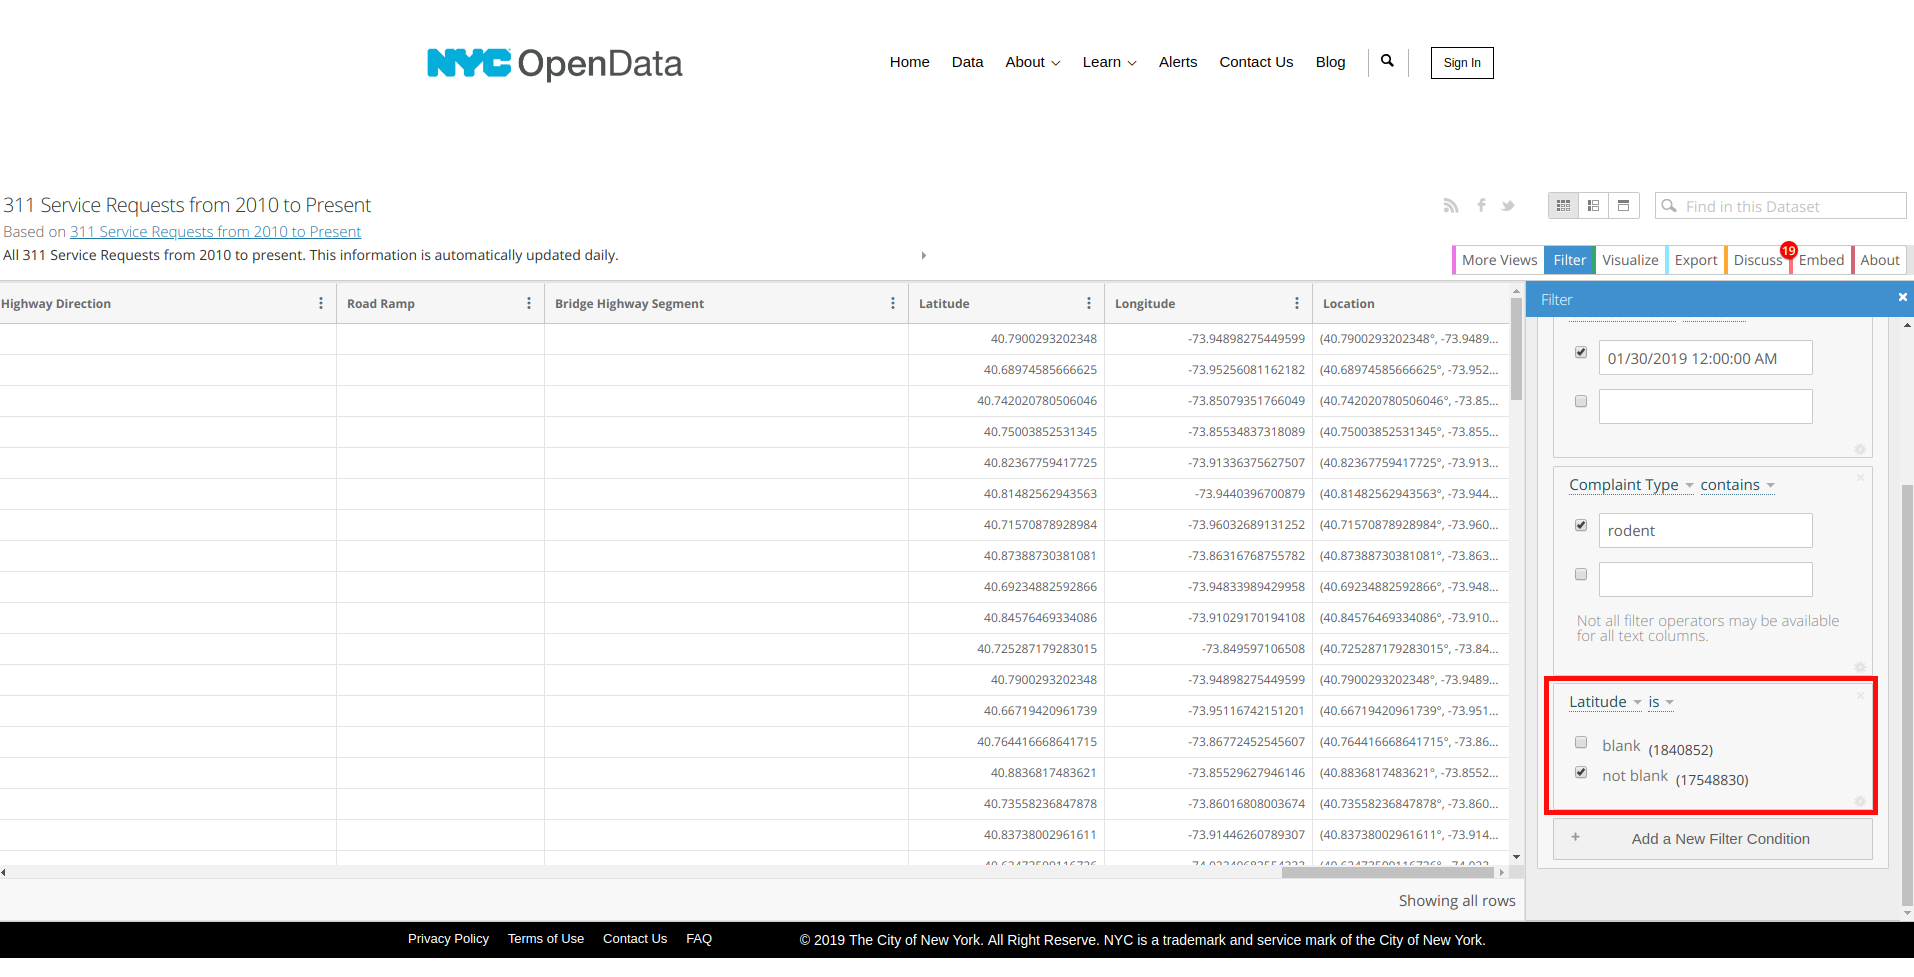 NYC OpenData
Home Data About Learn Alerts Contact Us Blog Sign In
311 Service Requests from 2010 to Present
Based on 311 Service Requests from 2010 to Present
All 311 Service Requests from 2010 to present. This information is automatically updated daily.
Find in this Dataset
More Views Filter Visualize Export Discuss 19 Embed About
Highway Direction Road Ramp Bridge Highway Segment Latitude Longitude Location
40.7900293202348 -73.94898275449599 (40.7900293202348°, -73.9489...
40.68974585666625 -73.95256081162182 (40.68974585666625°, -73.952...
40.742020780506046 -73.85079351766049 (40.742020780506046°, -73.85...
40.75003852531345 -73.85534837318089 (40.75003852531345°, -73.855...
40.82367759417725 -73.91336375627507 (40.82367759417725°, -73.913...
40.81482562943563 -73.9440396700879 (40.81482562943563°, -73.944...
40.71570878928984 -73.96032689131252 (40.71570878928984°, -73.960...
40.87388730381081 -73.86316768755782 (40.87388730381081°, -73.863...
40.69234882592866 -73.94833989429958 (40.69234882592866°, -73.948...
40.84576469334086 -73.91029170194108 (40.84576469334086°, -73.910...
40.725287179283015 -73.849597106508 (40.725287179283015°, -73.84...
40.7900293202348 -73.94898275449599 (40.7900293202348°, -73.9489...
40.66719420961739 -73.95116742151201 (40.66719420961739°, -73.951...
40.764416668641715 -73.86772452545607 (40.764416668641715°, -73.86...
40.8836817483621 -73.85529627946146 (40.8836817483621°, -73.8552...
40.73558236847878 -73.86016808003674 (40.73558236847878°, -73.860...
40.83738002961611 -73.91446260789307 (40.83738002961611°, -73.914...
Showing all rows
Filter
01/30/2019 12:00:00 AM
Complaint Type contains
rodent
Not all filter operators may be available
for all text columns.
Latitude is
blank (1840852)
not blank (17548830)
+ Add a New Filter Condition
Privacy Policy Terms of Use Contact Us FAQ © 2019 The City of New York. All Right Reserve. NYC is a trademark and service mark of the City of New York.